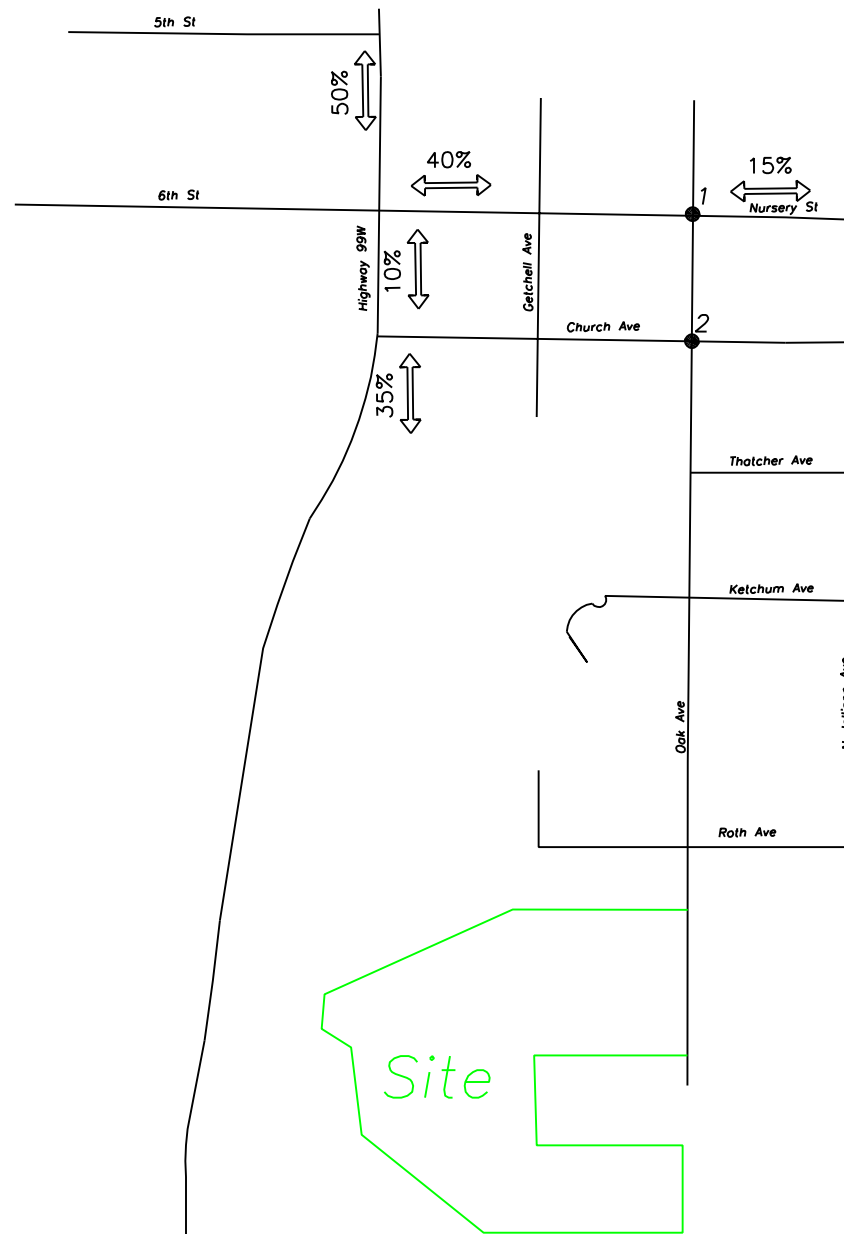 5th St
50%
40%
15%
6th St
1
Nursery St
Highway 99W
10%
Getchell Ave
Church Ave
2
35%
Thatcher Ave
Ketchum Ave
Oak Ave
Roth Ave
Site